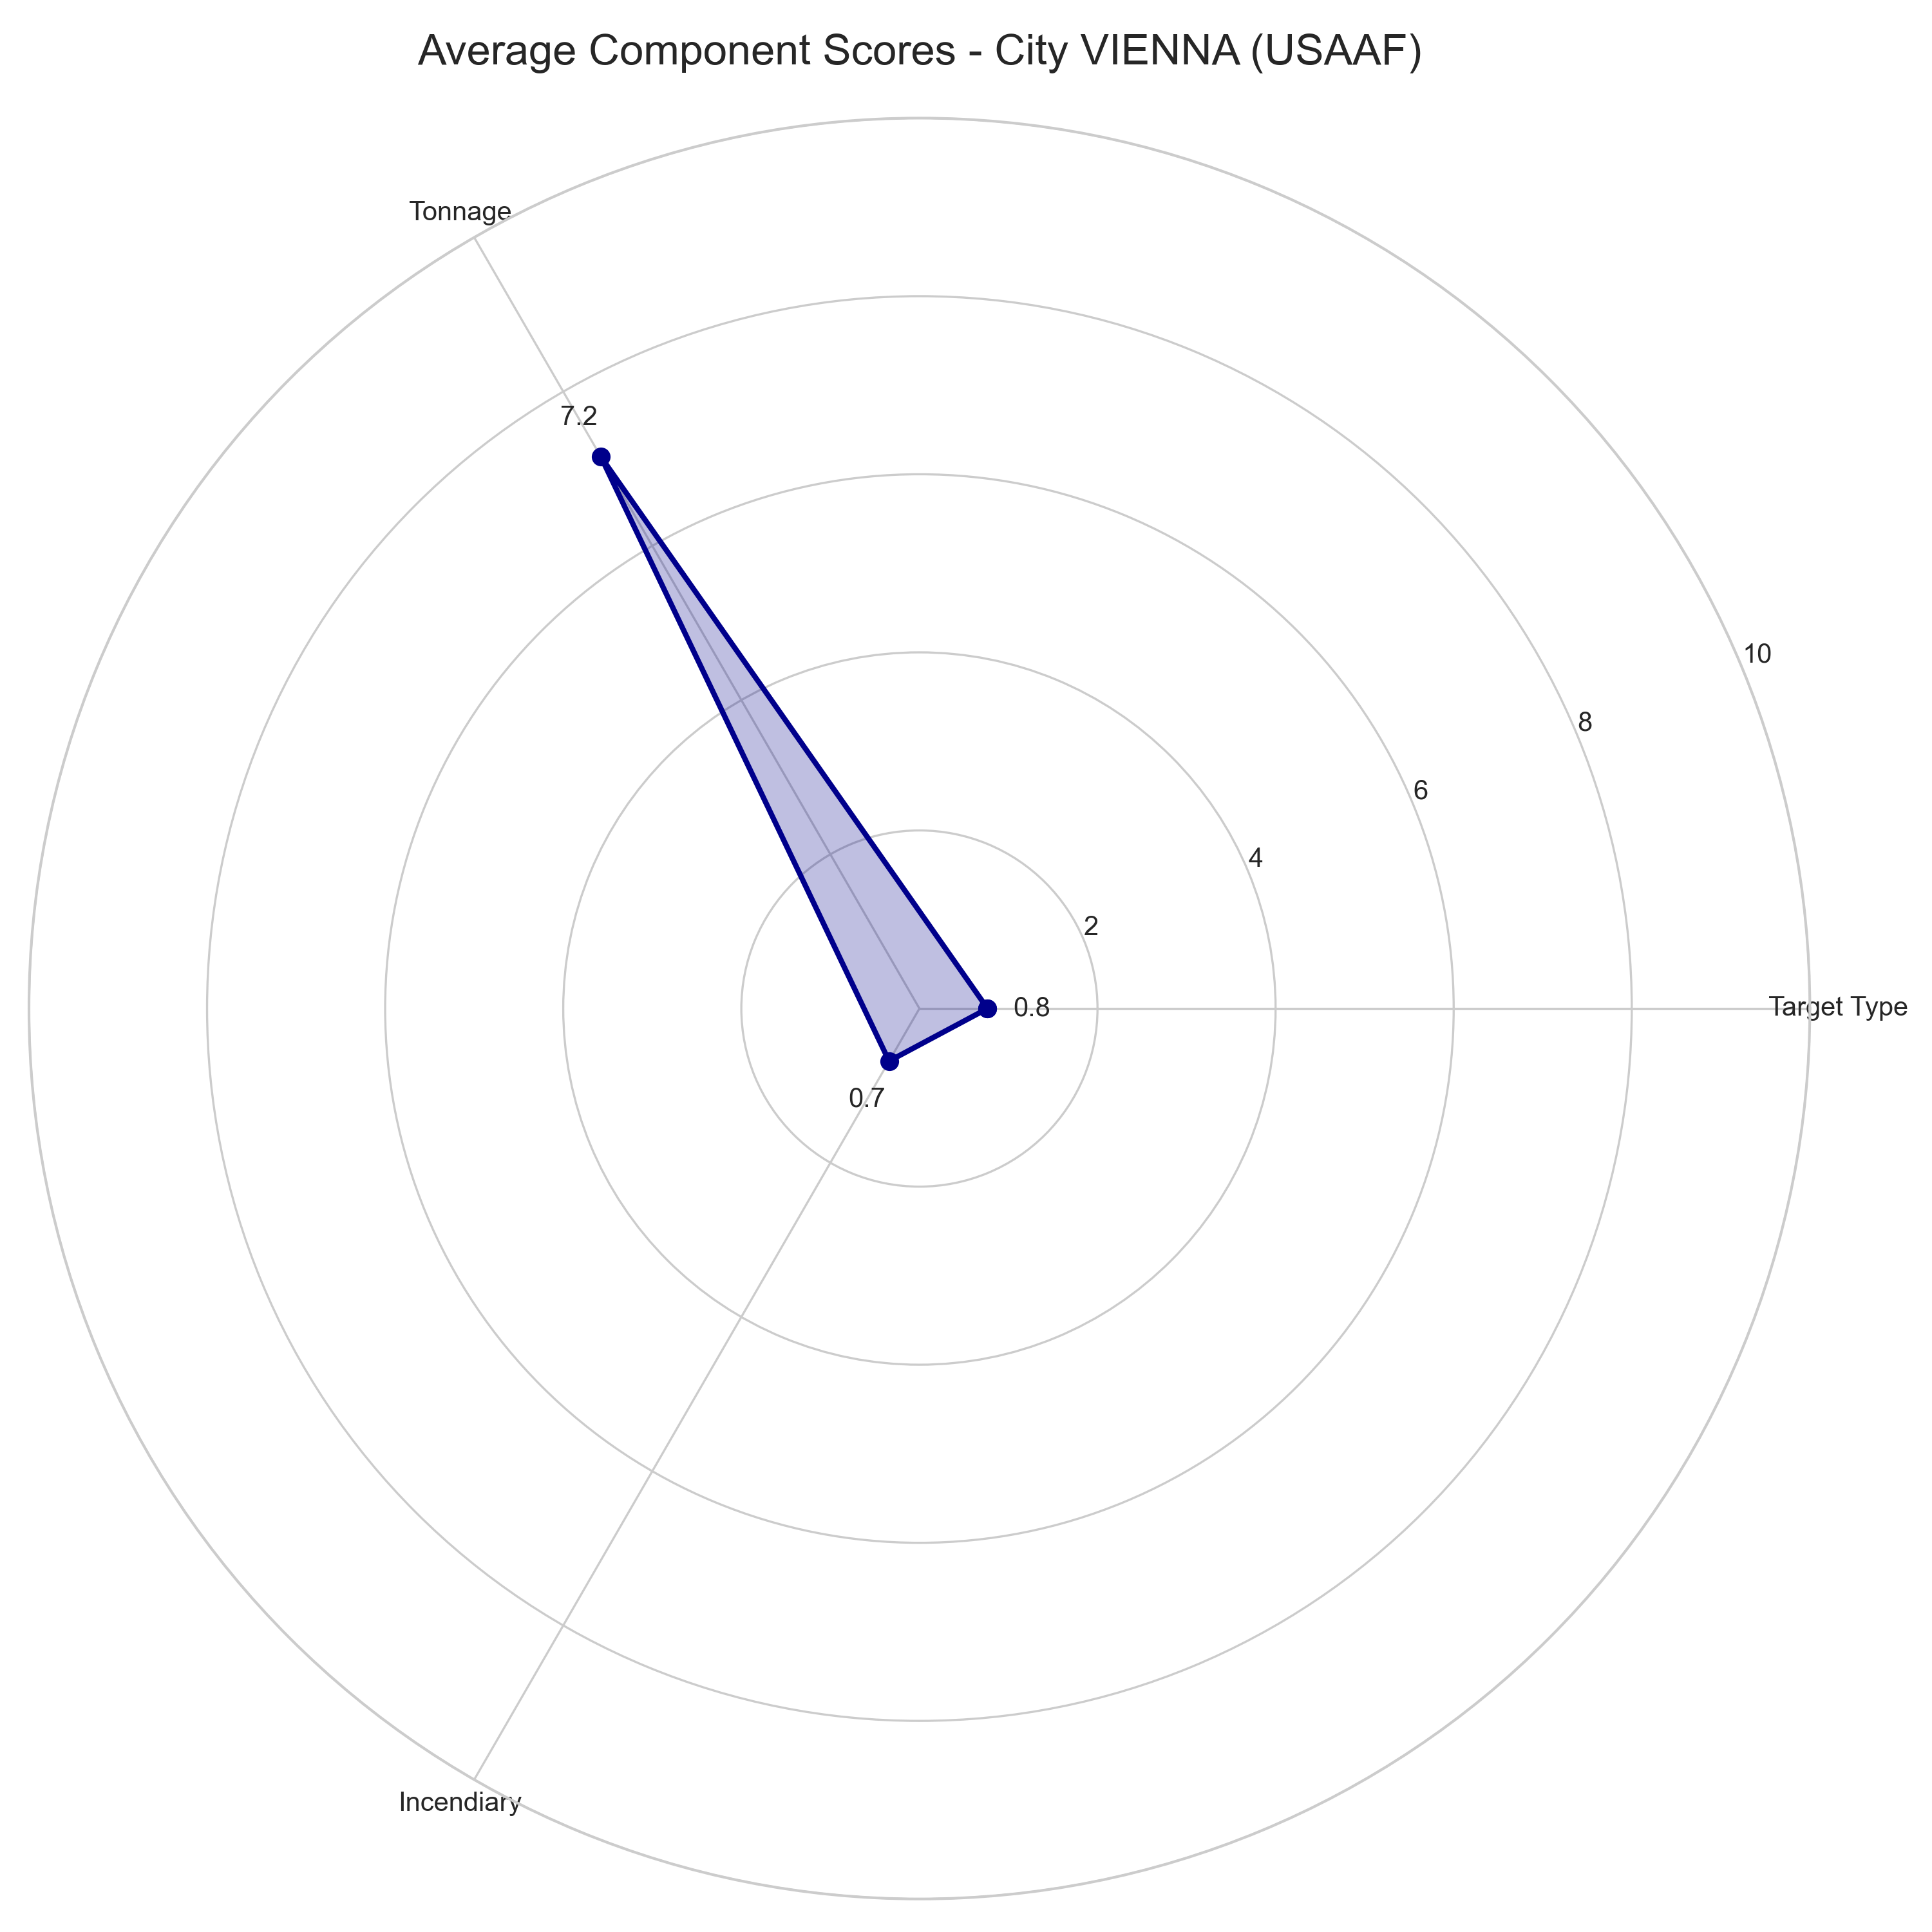 Average Component Scores - City VIENNA (USAAF)
Tonnage
7.2
10
8
6
4
2
0.8
Target Type
0.7
Incendiary